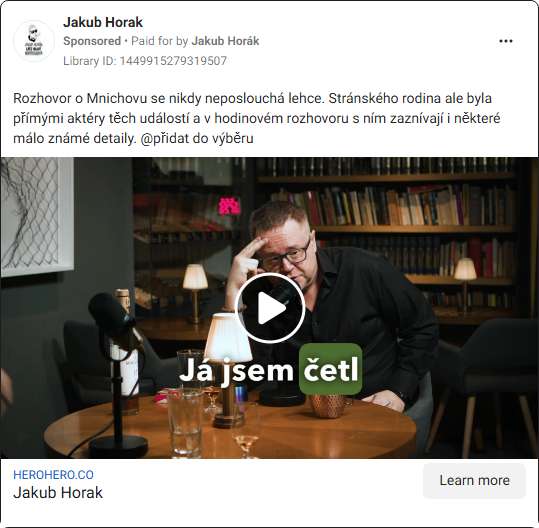 Jakub Horak
Sponsored • Paid for by Jakub Horák
Library ID: 1449915279319507
Rozhovor o Mnichovu se nikdy neposlouchá lehce. Stránského rodina ale byla
přímými aktéry těch událostí a v hodinovém rozhovoru s ním zaznívají i některé
málo známé detaily. @přidat do výběru
Já jsem četl
HEROHERO.CO
Jakub Horak
Learn more